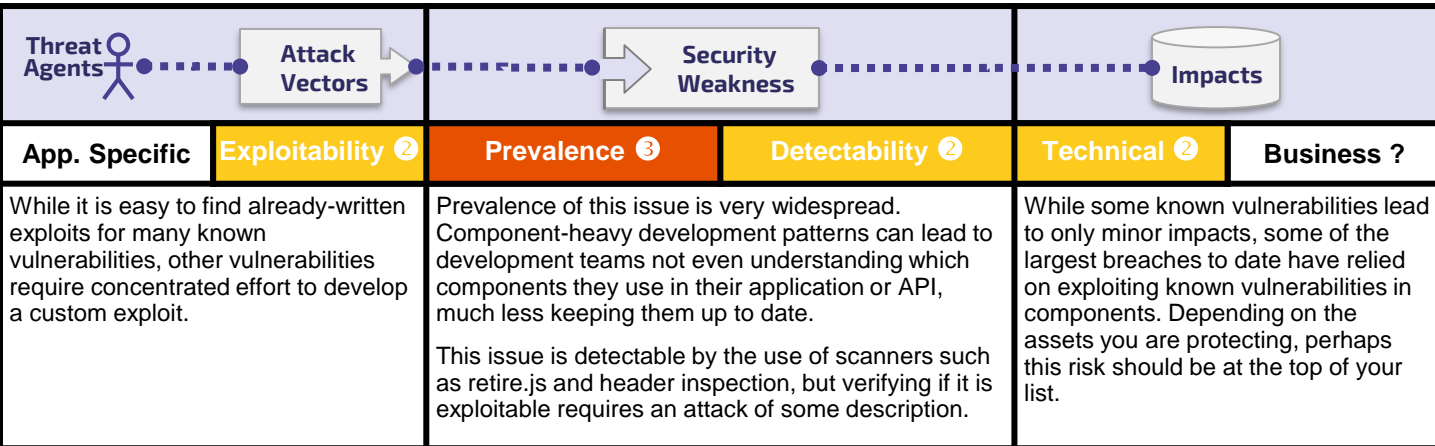 Threat
Agents
Attack
Vectors
Security
Weakness
Impacts
App. Specific
Exploitability ❷
Prevalence ❸
Detectability ❷
Technical ❷
Business ?
While it is easy to find already-written
exploits for many known
vulnerabilities, other vulnerabilities
require concentrated effort to develop
a custom exploit.
Prevalence of this issue is very widespread.
Component-heavy development patterns can lead to
development teams not even understanding which
components they use in their application or API,
much less keeping them up to date.
This issue is detectable by the use of scanners such
as retire.js and header inspection, but verifying if it is
exploitable requires an attack of some description.
While some known vulnerabilities lead
to only minor impacts, some of the
largest breaches to date have relied
on exploiting known vulnerabilities in
components. Depending on the
assets you are protecting, perhaps
this risk should be at the top of your
list.